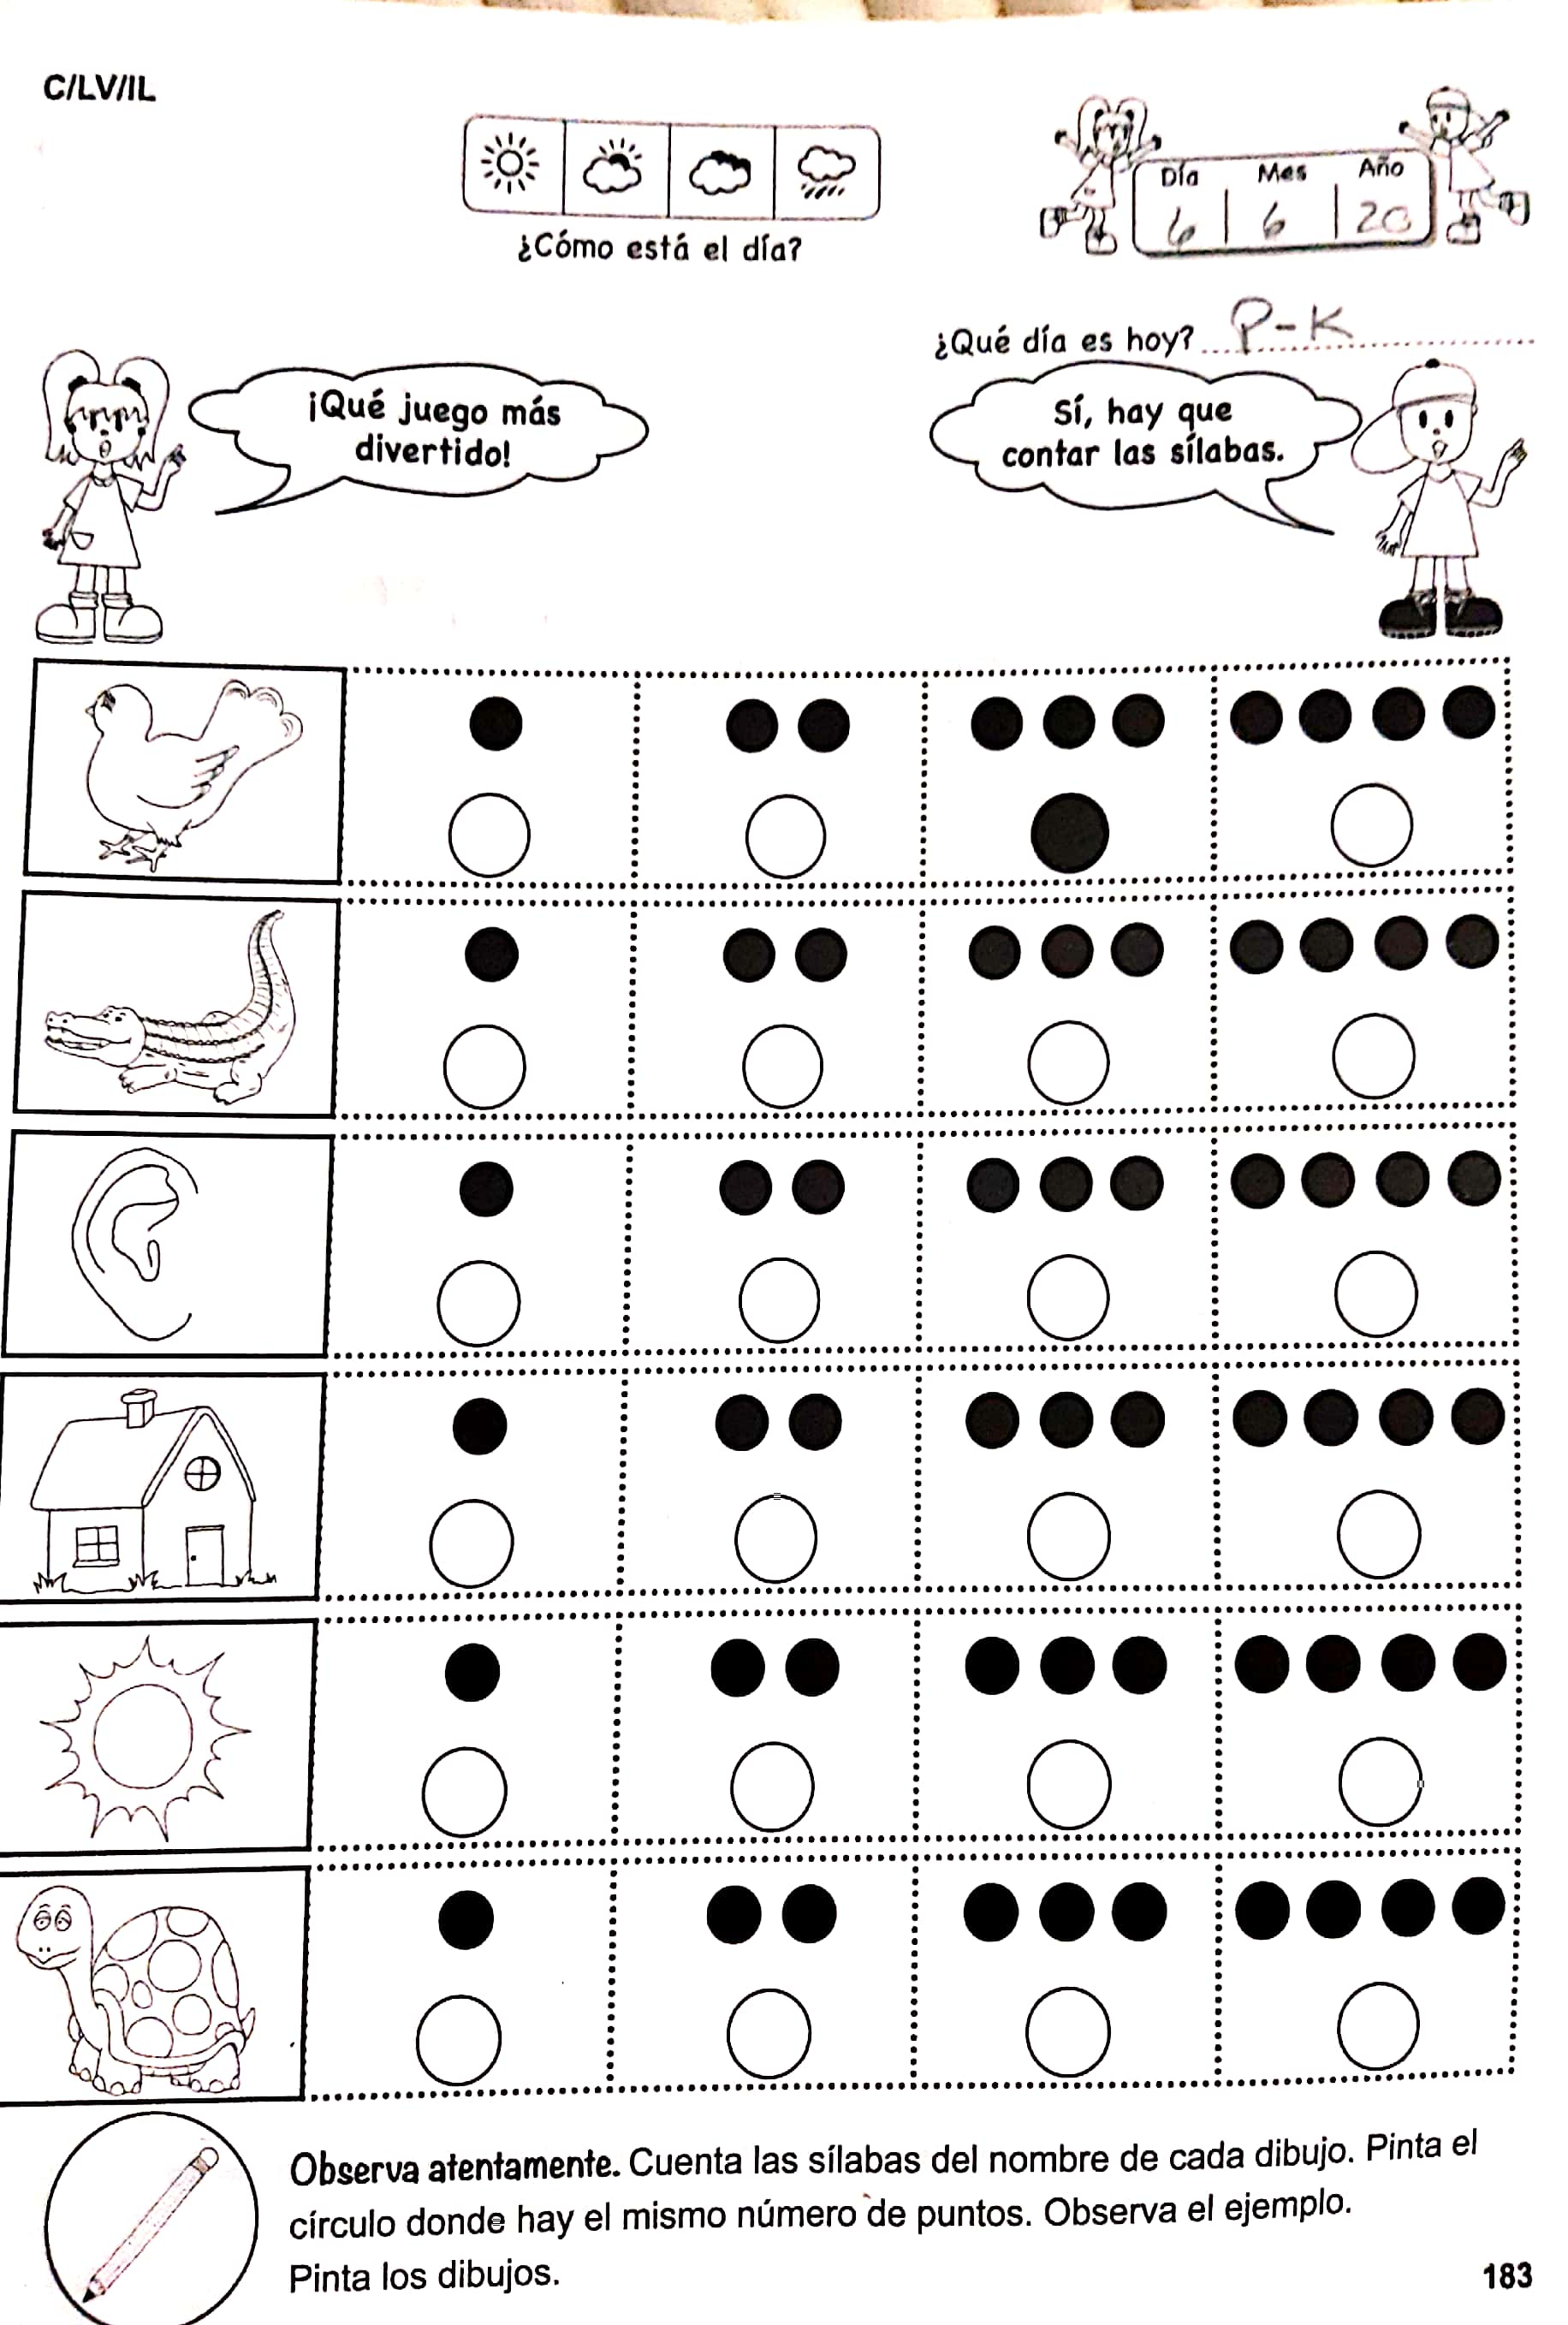 C/LV/IL
Día Mes Año
6 6 20
¿Cómo está el día?
¿Qué día es hoy? P-K
¡Qué juego más
divertido!
Sí, hay que
contar las sílabas.
Observa atentamente. Cuenta las sílabas del nombre de cada dibujo. Pinta el
círculo donde hay el mismo número de puntos. Observa el ejemplo.
Pinta los dibujos.
183